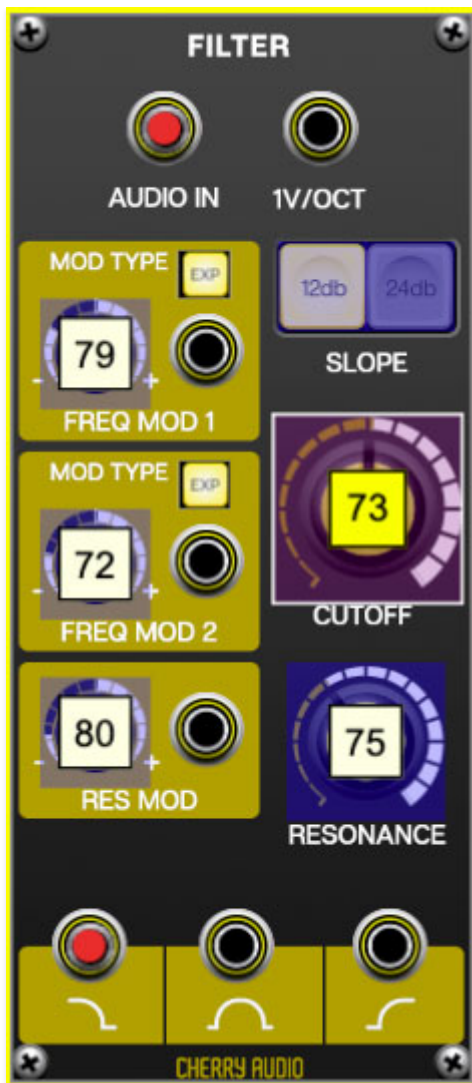 FILTER
AUDIO IN 1V/OCT
MOD TYPE EXP
12db 24db
79
- +
SLOPE
FREQ MOD 1
MOD TYPE EXP
73
72
- +
CUTOFF
FREQ MOD 2
80
75
- +
RES MOD
RESONANCE
CHERRY AUDIO